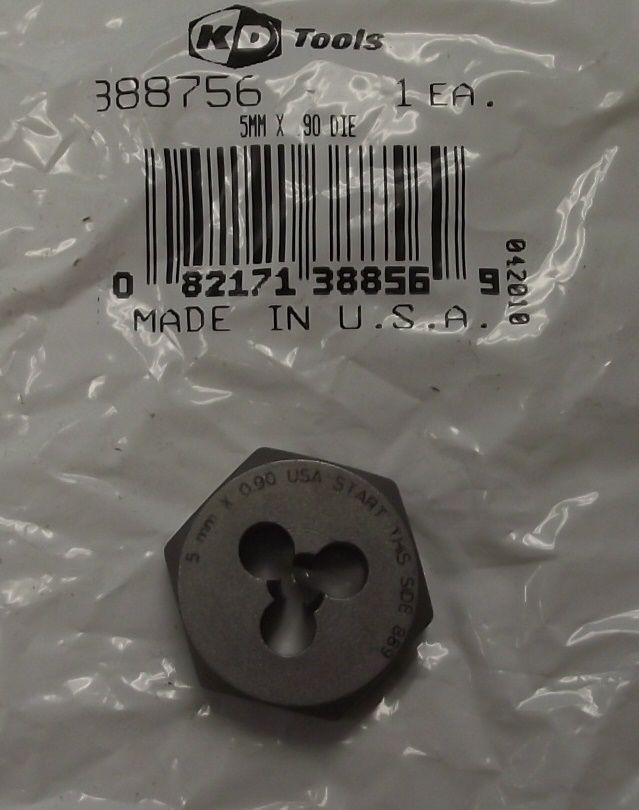 KD Tools
388756 1 EA.
5MM X .90 DIE
0 82171 38856 9
042010
MADE IN U.S.A.
5 mm X 0.90 USA START THIS SIDE 869